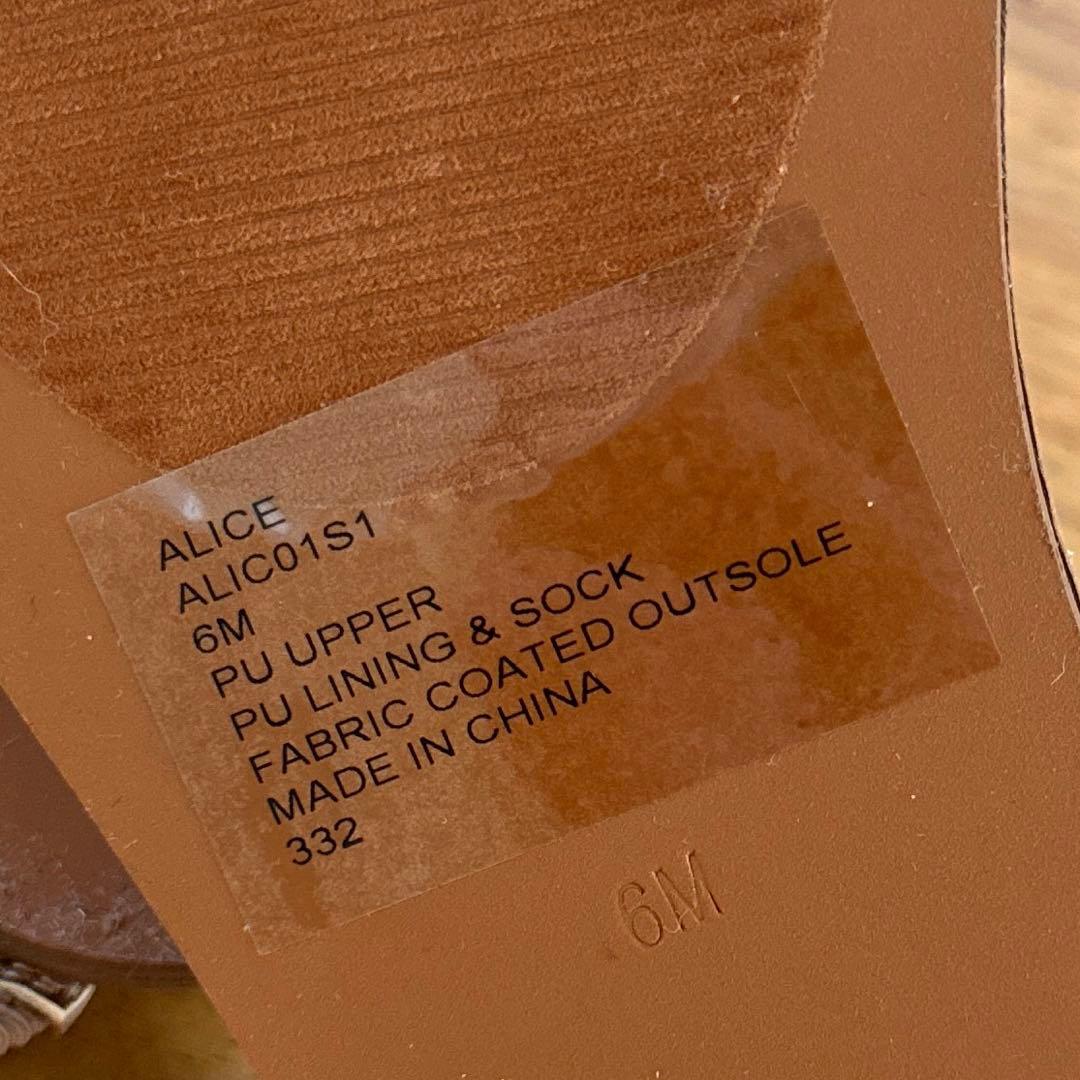 ALICE
ALIC01S1
6M
PU UPPER
PU LINING & SOCK
FABRIC COATED OUTSOLE
MADE IN CHINA
332
6M